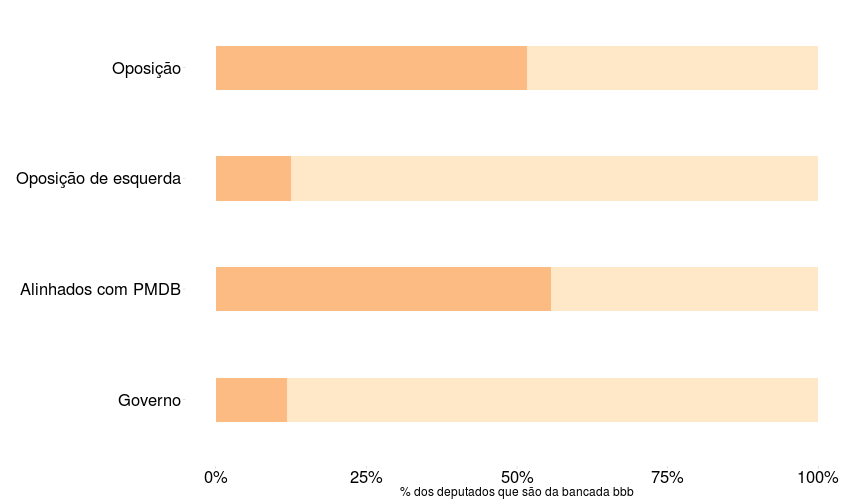 Oposição
Oposição de esquerda
Alinhados com PMDB
Governo
0% 25% 50% 75% 100%
% dos deputados que são da bancada bbb